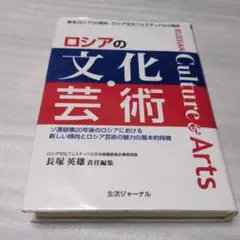 新生ロシア20周年・ロシア文化フェスティバル5周年
ロシアの
文化・
芸術
RUSSIAN Culture & Arts
ソ連崩壊20年後のロシアにおける
新しい傾向とロシア芸術の魅力の基本的特徴
ロシア文化フェスティバル日本組織委員会事務局長
長塚 英雄 責任編集
生活ジャーナル